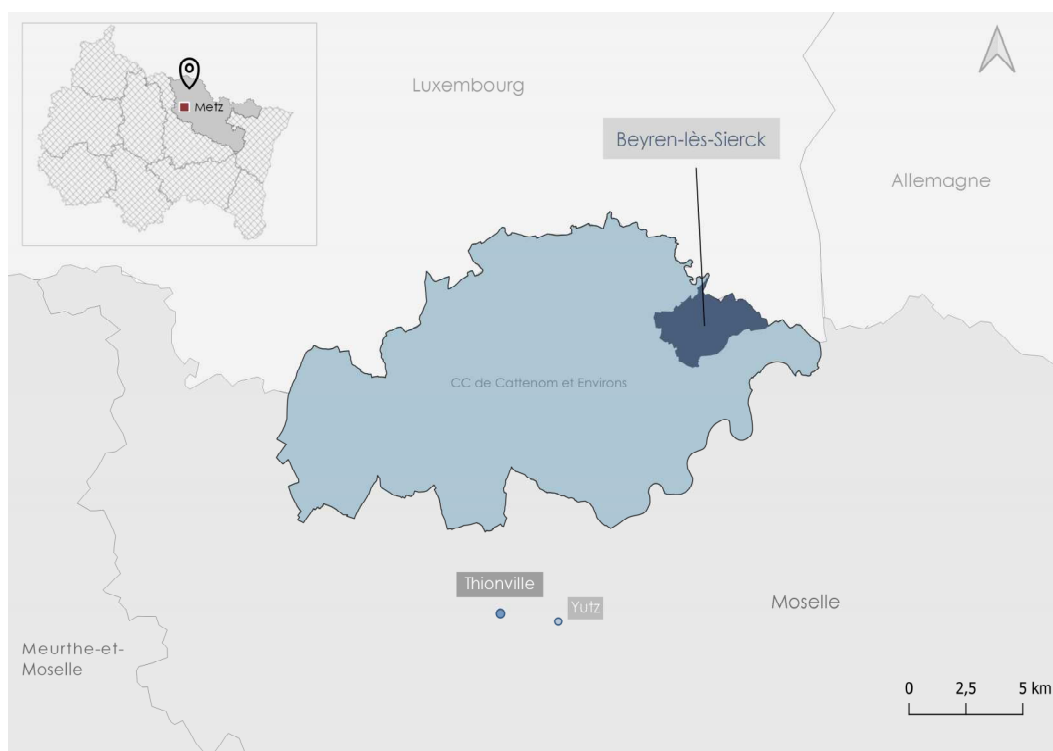 Luxembourg
Metz
Beyren-lès-Sierck
Allemagne
CC de Cattenom et Environs
Thionville
Yutz
Moselle
Meurthe-et-
Moselle
0 2,5 5 km